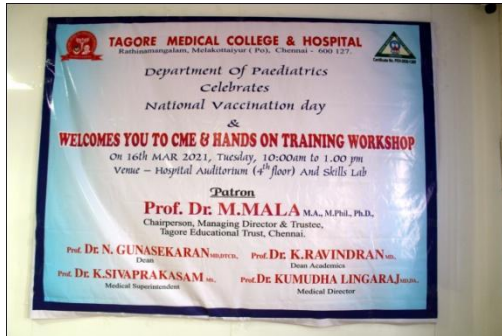 TAGORE MEDICAL COLLEGE & HOSPITAL
Rathinamangalam, Melakottaiyur ( Po), Chennai - 600 127.
Department Of Paediatrics
Celebrates
National Vaccination day
&
WELCOMES YOU TO CME & HANDS ON TRAINING WORKSHOP
On 16th MAR 2021, Tuesday, 10:00am to 1.00 pm
Venue – Hospital Auditorium (4th floor) And Skills Lab
Patron
Prof. Dr. M.MALA M.A., M.Phil., Ph.D.,
Chairperson, Managing Director & Trustee,
Tagore Educational Trust, Chennai.
Prof. Dr. N. GUNASEKARAN MD,DTCD., Prof. Dr. K.RAVINDRAN MD.
Dean Dean Academics
Prof. Dr. K.SIVAPRAKASAM MD., Prof. Dr. KUMUDHA LINGARAJ
Medical Superintendent Medical Director